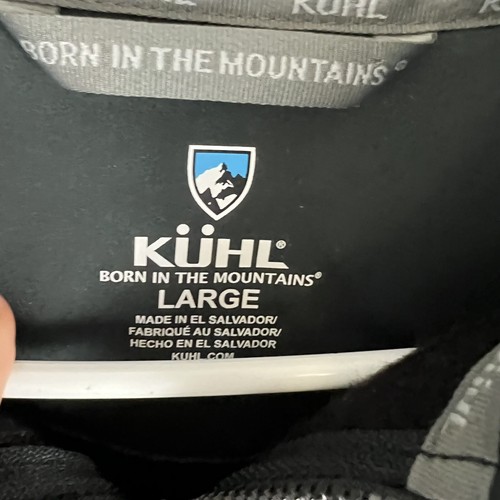 KÜHL
BORN IN THE MOUNTAINS®
KÜHL®
BORN IN THE MOUNTAINS®
LARGE
MADE IN EL SALVADOR/
FABRIQUÉ AU SALVADOR/
HECHO EN EL SALVADOR
KUHL.COM